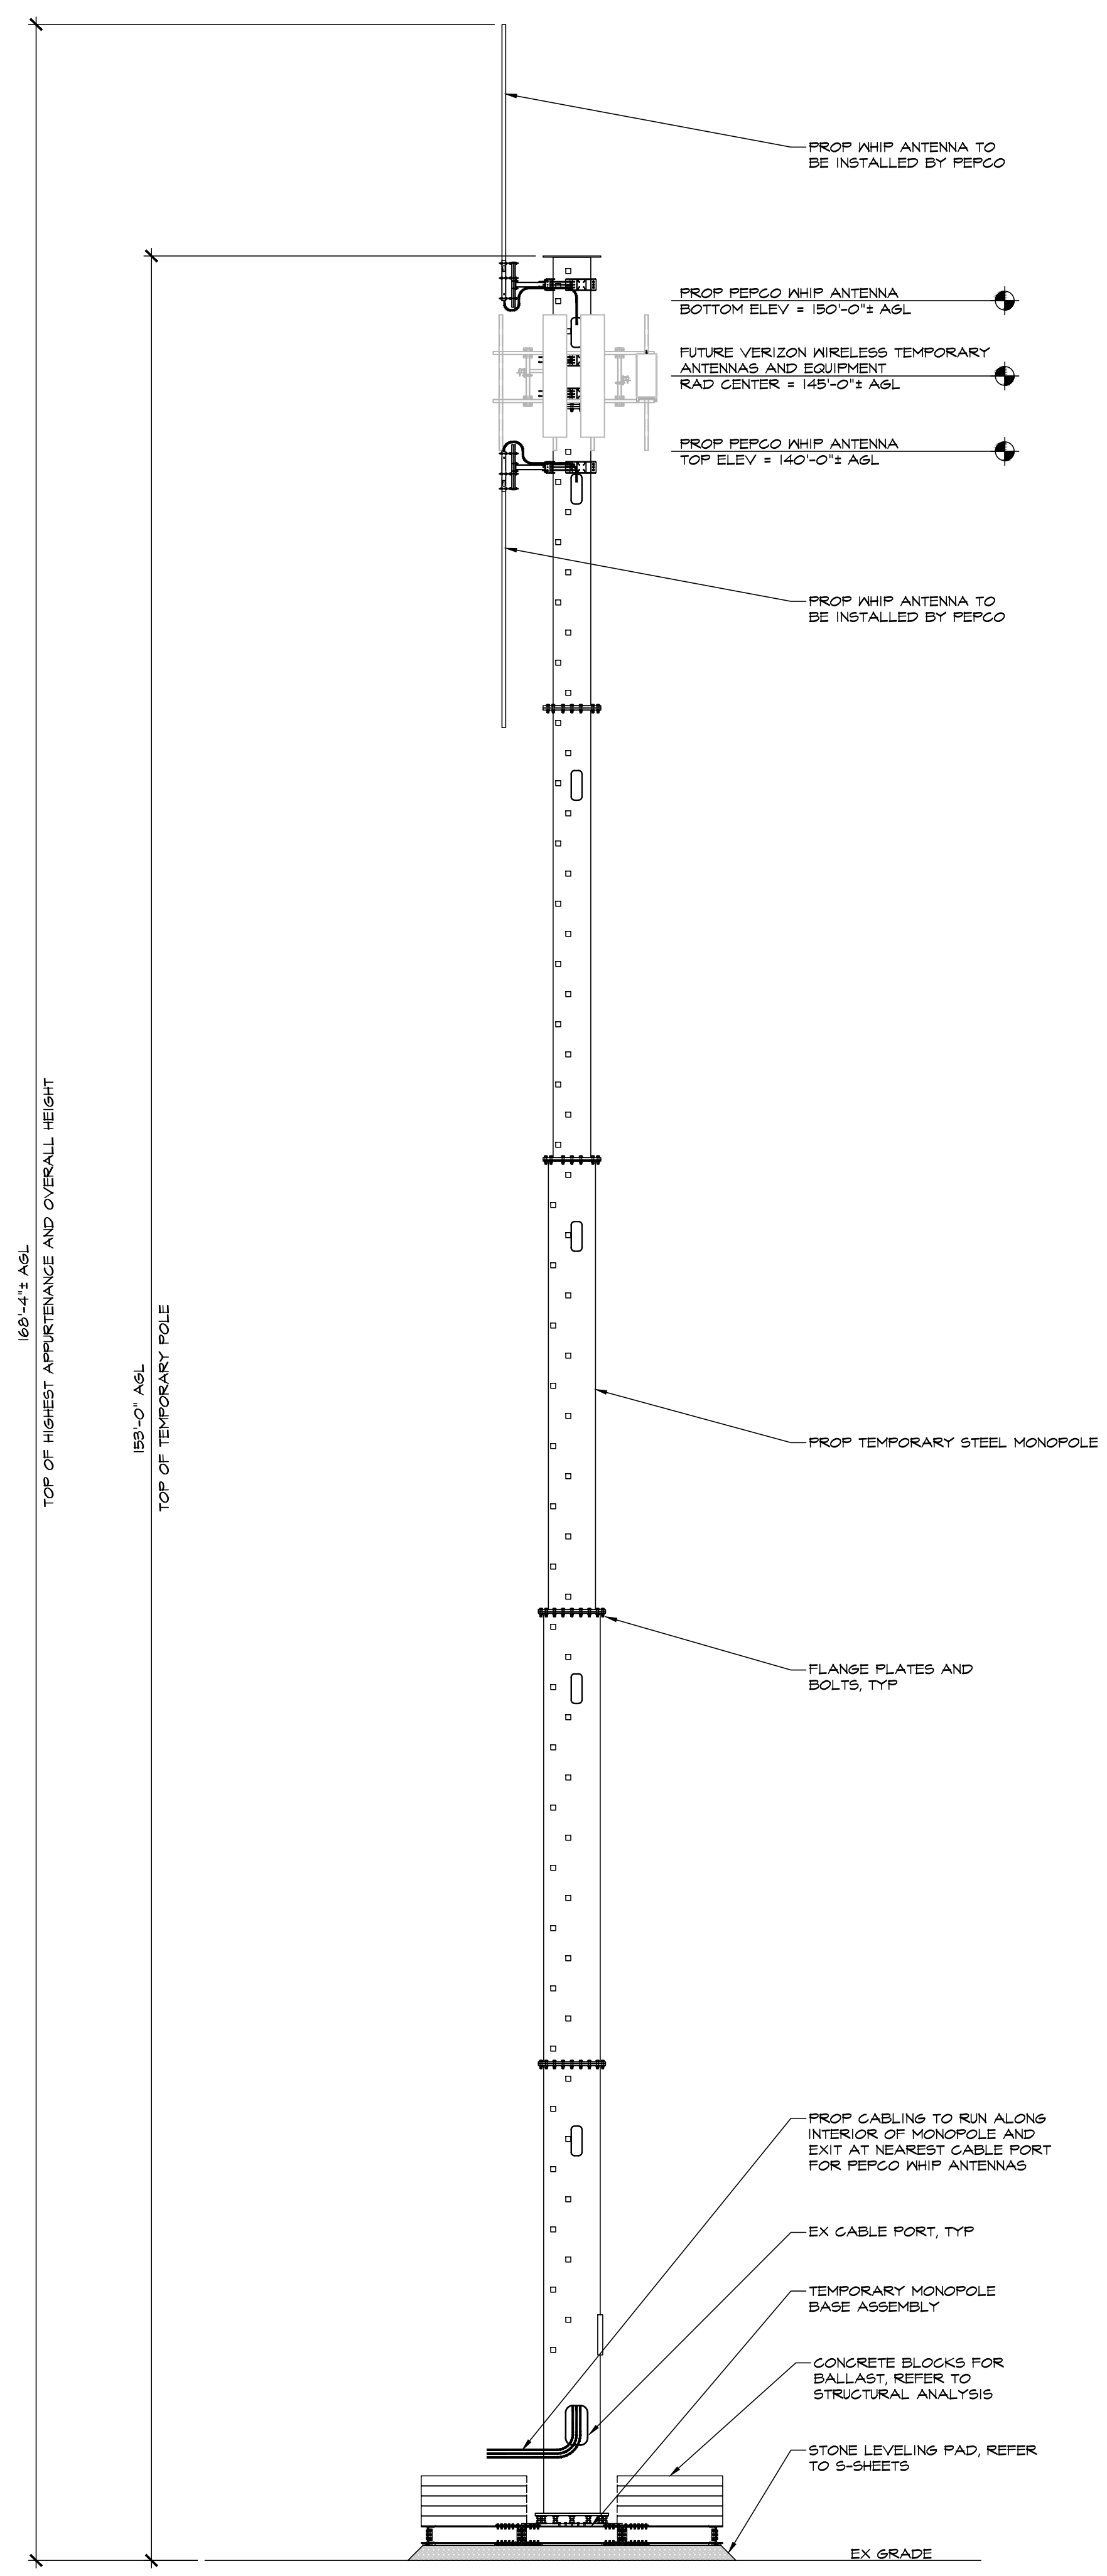 PROP WHIP ANTENNA TO
BE INSTALLED BY PEPCO
PROP PEPCO WHIP ANTENNA
BOTTOM ELEV = 150'-0"± AGL
FUTURE VERIZON WIRELESS TEMPORARY
ANTENNAS AND EQUIPMENT
RAD CENTER = 145'-0"± AGL
PROP PEPCO WHIP ANTENNA
TOP ELEV = 140'-0"± AGL
PROP WHIP ANTENNA TO
BE INSTALLED BY PEPCO
168'-4"± AGL
TOP OF HIGHEST APPURTENANCE AND OVERALL HEIGHT
153'-0" AGL
TOP OF TEMPORARY POLE
PROP TEMPORARY STEEL MONOPOLE
FLANGE PLATES AND
BOLTS, TYP
PROP CABLING TO RUN ALONG
INTERIOR OF MONOPOLE AND
EXIT AT NEAREST CABLE PORT
FOR PEPCO WHIP ANTENNAS
EX CABLE PORT, TYP
TEMPORARY MONOPOLE
BASE ASSEMBLY
CONCRETE BLOCKS FOR
BALLAST, REFER TO
STRUCTURAL ANALYSIS
STONE LEVELING PAD, REFER
TO S-SHEETS
EX GRADE